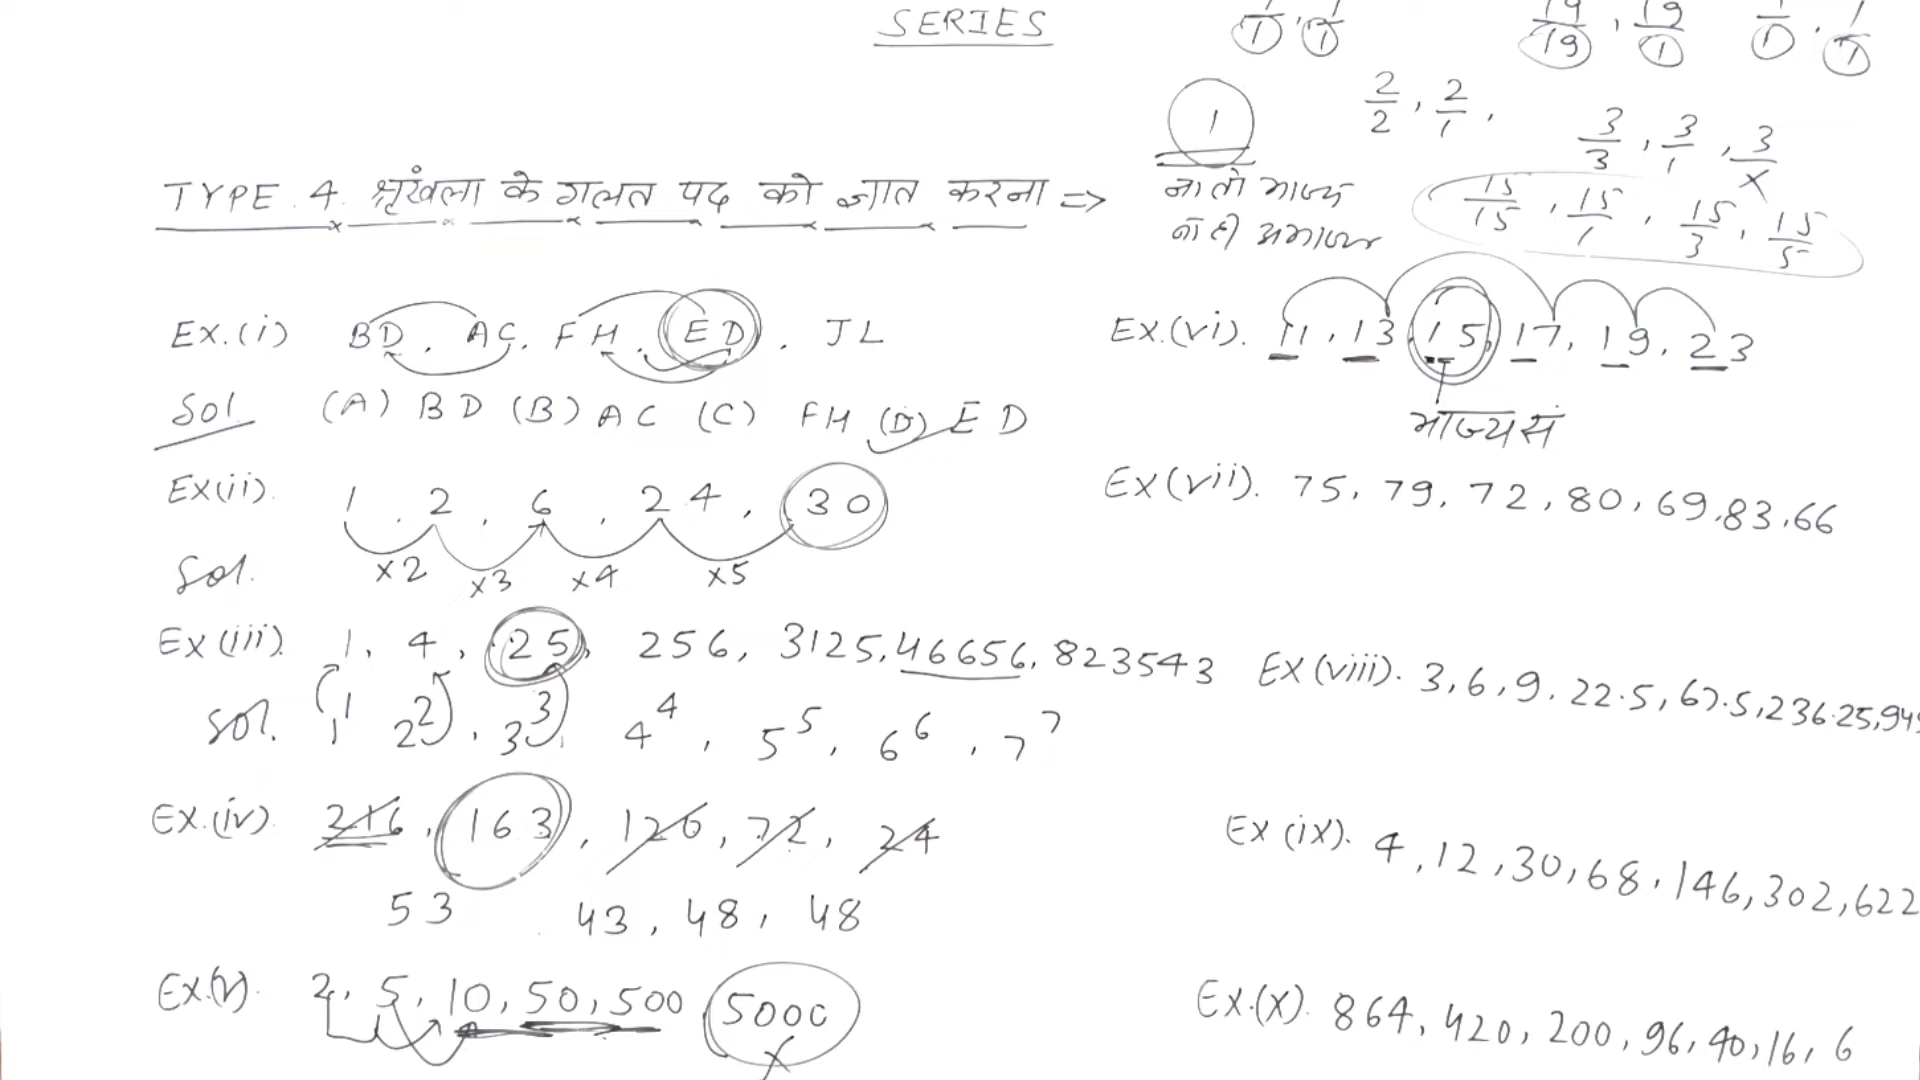 SERIES
1/1, 1/1
19/19, 19/1
1/1, 1/1
2/2, 2/1,
3/3, 3/1, 3/x
1
15/15, 15/1, 15/3, 15/5
TYPE. 4. श्रृखंला के गलत पद को ज्ञात करना =>
ना तो भाज्य
ना ही अभाज्य
Ex.(i) BD, AC, FH, ED, JL
Sol (A) BD (B) AC (C) FH (D) ED
Ex(ii). 1, 2, 6, 24, 30
Sol. x2 x3 x4 x5
Ex(iii). 1, 4, 25, 256, 3125, 46656, 823543
Sol. 1^1 2^2, 3^3, 4^4, 5^5, 6^6, 7^7
Ex.(iv). 216, 163, 126, 72, 24
53 43, 48, 48
Ex.(v). 2, 5, 10, 50, 500 5000
x
Ex.(vi). 11, 13, 15, 17, 19, 23
भाज्य सं
Ex(vii). 75, 79, 72, 80, 69, 83, 66
Ex(viii). 3, 6, 9, 22.5, 67.5, 236.25, 945
Ex(ix). 4, 12, 30, 68, 146, 302, 622
Ex.(x). 864, 420, 200, 96, 40, 16, 6